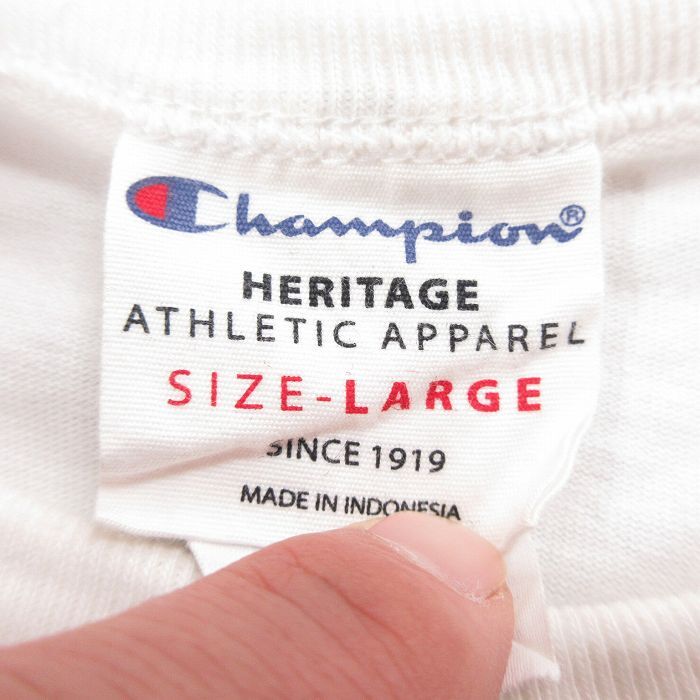 Champion®
HERITAGE
ATHLETIC APPAREL
SIZE-LARGE
SINCE 1919
MADE IN INDONESIA